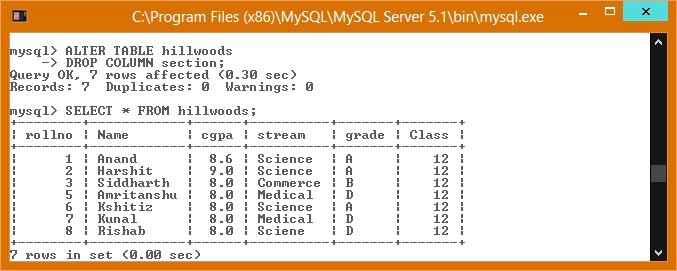 C:\Program Files (x86)\MySQL\MySQL Server 5.1\bin\mysql.exe
mysql> ALTER TABLE hillwoods
    -> DROP COLUMN section;
Query OK, 7 rows affected (0.30 sec)
Records: 7  Duplicates: 0  Warnings: 0
mysql> SELECT * FROM hillwoods;
+--------+------------+------+----------+-------+-------+
| rollno | Name       | cgpa | stream   | grade | Class |
+--------+------------+------+----------+-------+-------+
|      1 | Anand      |  8.6 | Science  | A     |    12 |
|      2 | Harshit    |  9.0 | Science  | A     |    12 |
|      3 | Siddharth  |  8.0 | Commerce | B     |    12 |
|      5 | Amritanshu |  8.0 | Medical  | D     |    12 |
|      6 | Kshitiz    |  8.0 | Science  | A     |    12 |
|      7 | Kunal      |  8.0 | Medical  | D     |    12 |
|      8 | Rishab     |  8.0 | Sciene   | D     |    12 |
+--------+------------+------+----------+-------+-------+
7 rows in set (0.00 sec)